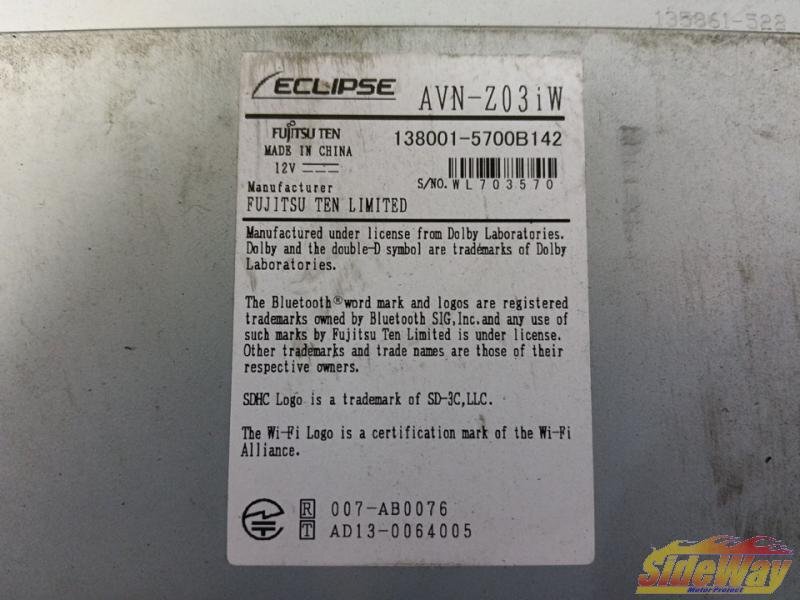 135861-522
ECLIPSE AVN-Z03iW
FUJITSU TEN 138001-5700B142
MADE IN CHINA
12V
S/NO. WL703570
Manufacturer
FUJITSU TEN LIMITED
Manufactured under license from Dolby Laboratories.
Dolby and the double-D symbol are trademarks of Dolby
Laboratories.
The Bluetooth® word mark and logos are registered
trademarks owned by Bluetooth SIG,Inc.and any use of
such marks by Fujitsu Ten Limited is under license.
Other trademarks and trade names are those of their
respective owners.
SDHC Logo is a trademark of SD-3C,LLC.
The Wi-Fi Logo is a certification mark of the Wi-Fi
Alliance.
R 007-AB0076
T AD13-0064005
SideWay
Motor Project